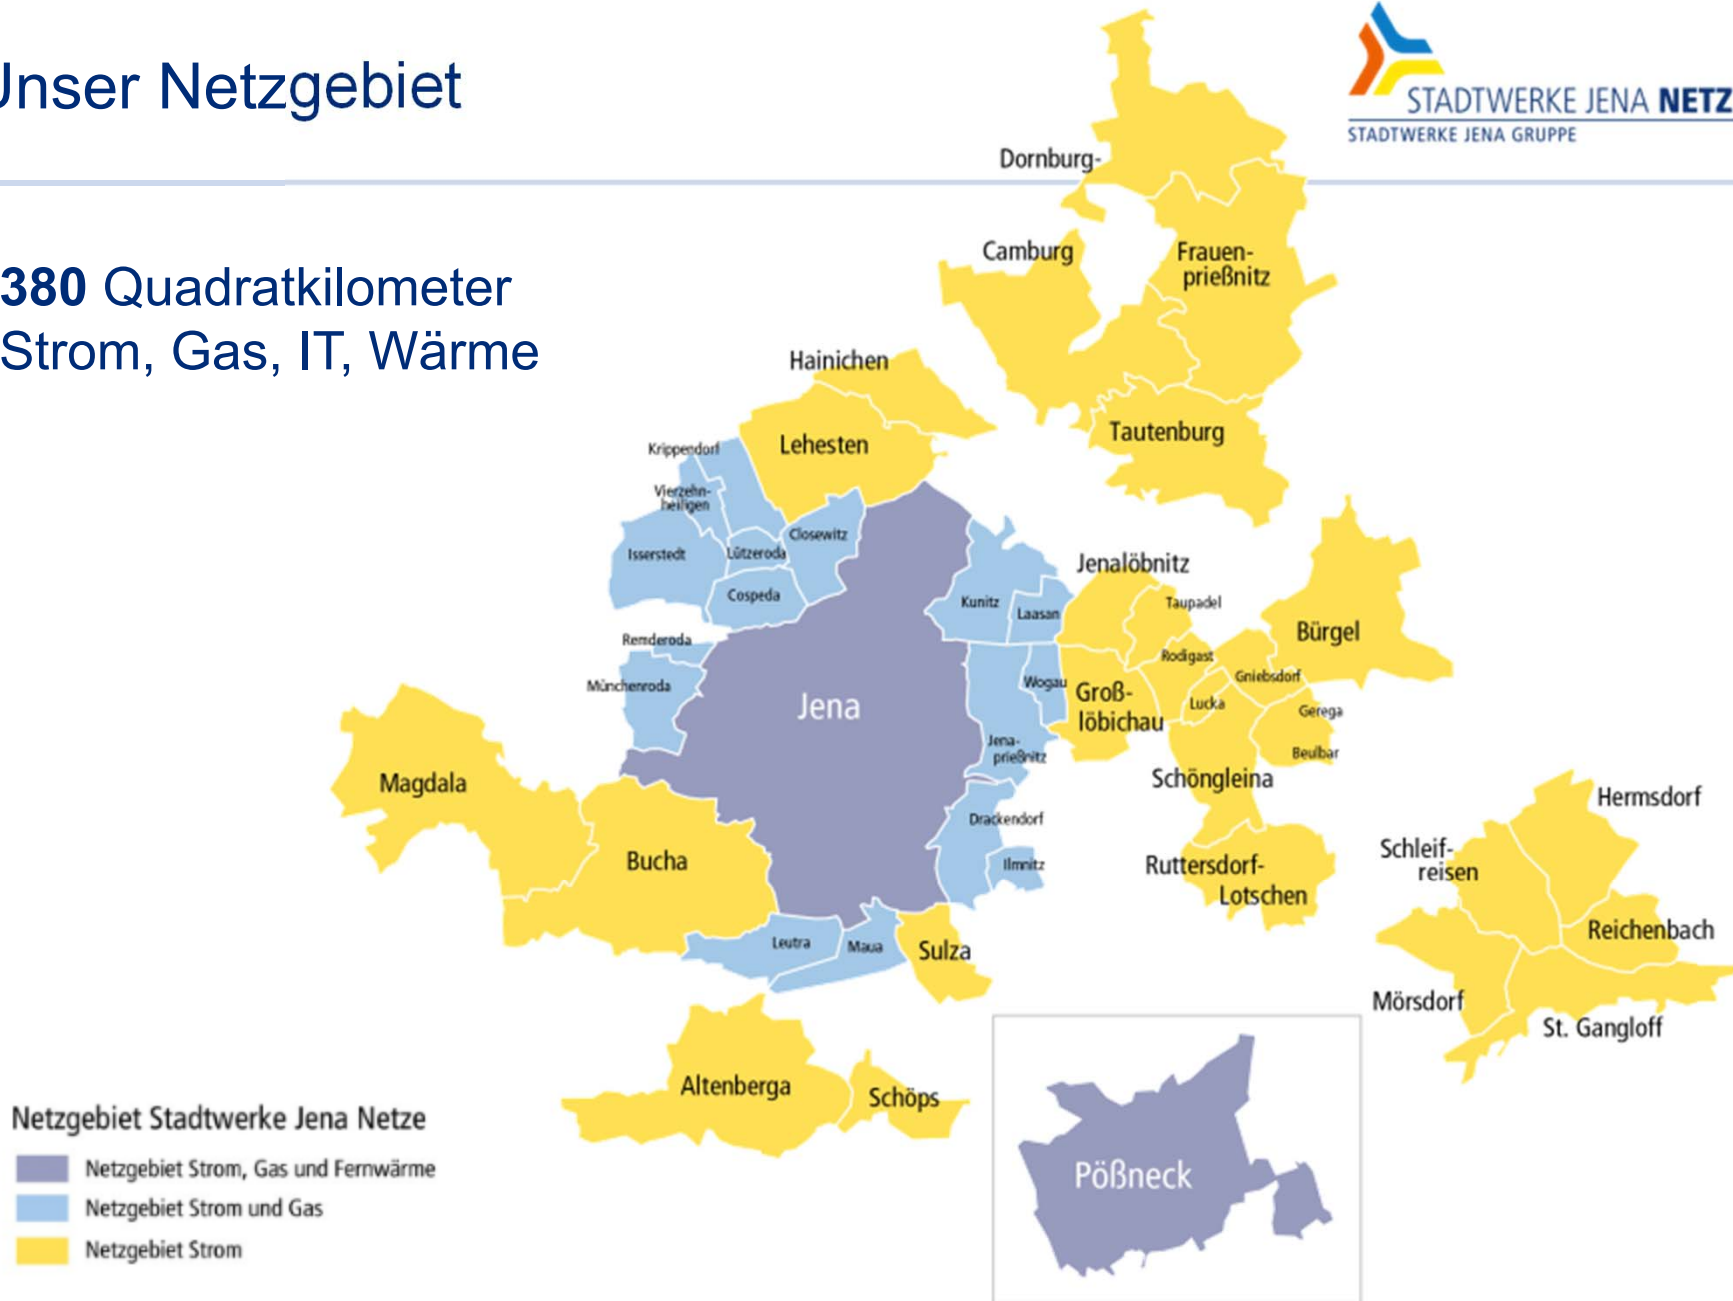 Unser Netzgebiet
STADTWERKE JENA NETZ
STADTWERKE JENA GRUPPE
380 Quadratkilometer
Strom, Gas, IT, Wärme
Dornburg-
Camburg
Frauen-
prießnitz
Hainichen
Lehesten
Tautenburg
Krippendorf
Vierzehn-
heiligen
Isserstedt
Lützeroda
Closewitz
Cospeda
Remderoda
Münchenroda
Jena
Kunitz
Laasan
Jenalöbnitz
Taupadel
Bürgel
Rodigast
Gniebsdorf
Wogau
Groß-
löbichau
Lucka
Gerega
Beulbar
Jena-
prießnitz
Schöngleina
Magdala
Bucha
Drackendorf
Ilmnitz
Ruttersdorf-
Lotschen
Hermsdorf
Schleif-
reisen
Reichenbach
Mörsdorf
St. Gangloff
Leutra
Maua
Sulza
Altenberga
Schöps
Pößneck
Netzgebiet Stadtwerke Jena Netze
Netzgebiet Strom, Gas und Fernwärme
Netzgebiet Strom und Gas
Netzgebiet Strom